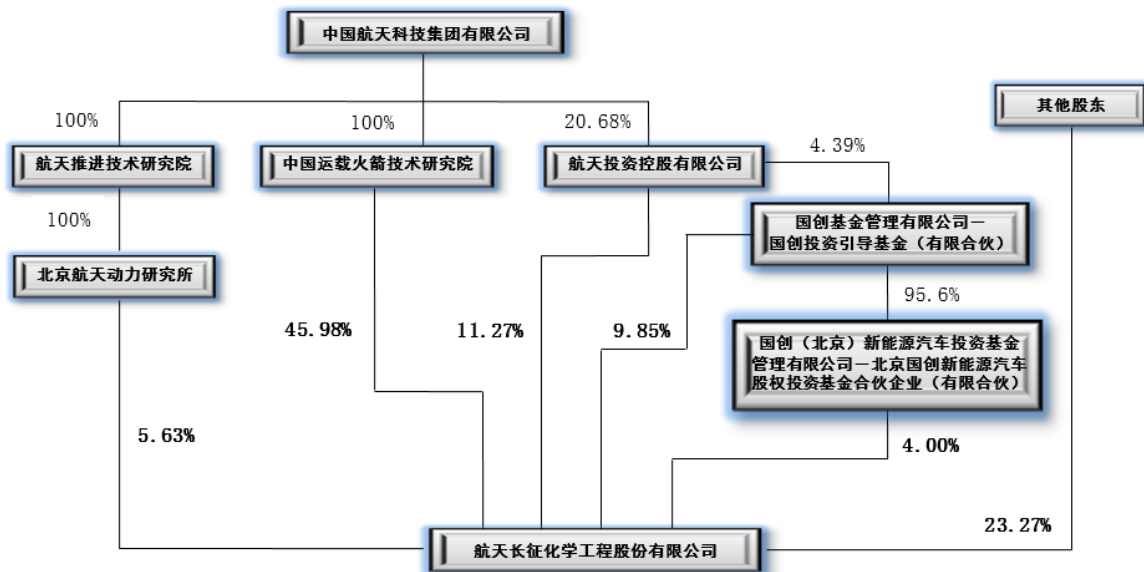 中国航天科技集团有限公司
其他股东
100%
100%
20.68%
4.39%
航天推进技术研究院
中国运载火箭技术研究院
航天投资控股有限公司
100%
国创基金管理有限公司－
国创投资引导基金（有限合伙）
北京航天动力研究所
95.6%
45.98%
11.27%
9.85%
国创（北京）新能源汽车投资基金
管理有限公司－北京国创新能源汽车
股权投资基金合伙企业（有限合伙）
5.63%
4.00%
23.27%
航天长征化学工程股份有限公司